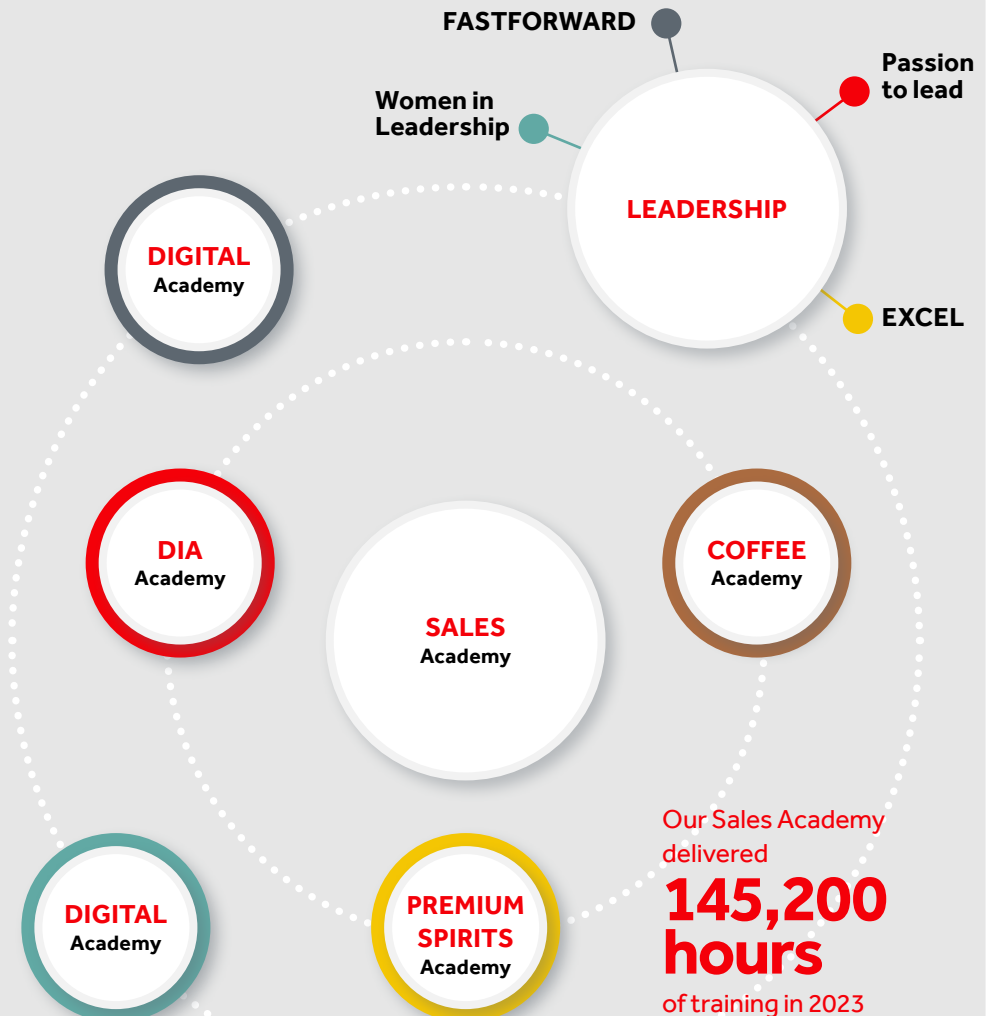 FASTFORWARD
Passion
to lead
Women in
Leadership
LEADERSHIP
DIGITAL
Academy
EXCEL
DIA
Academy
COFFEE
Academy
SALES
Academy
Our Sales Academy
delivered
145,200
hours
of training in 2023
DIGITAL
Academy
PREMIUM
SPIRITS
Academy